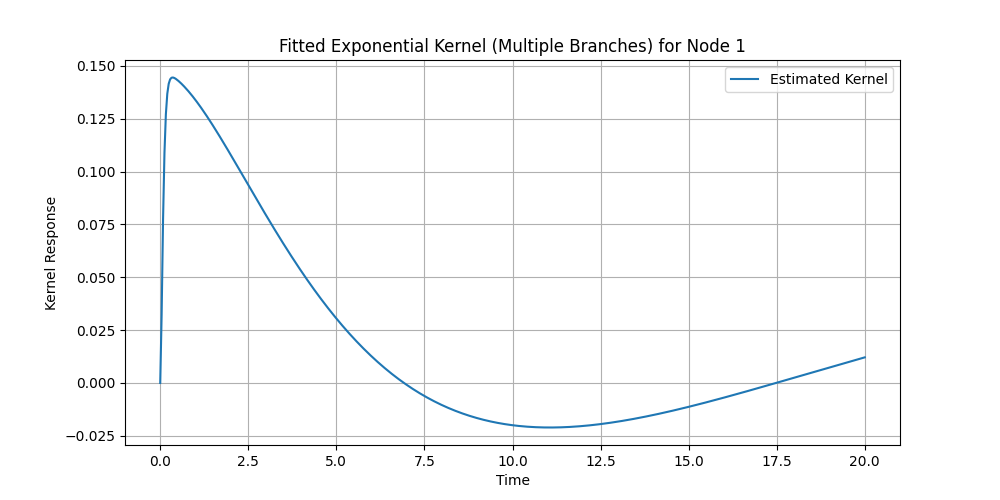 Fitted Exponential Kernel (Multiple Branches) for Node 1
Estimated Kernel
Kernel Response
0.150
0.125
0.100
0.075
0.050
0.025
0.000
−0.025
0.0 2.5 5.0 7.5 10.0 12.5 15.0 17.5 20.0
Time